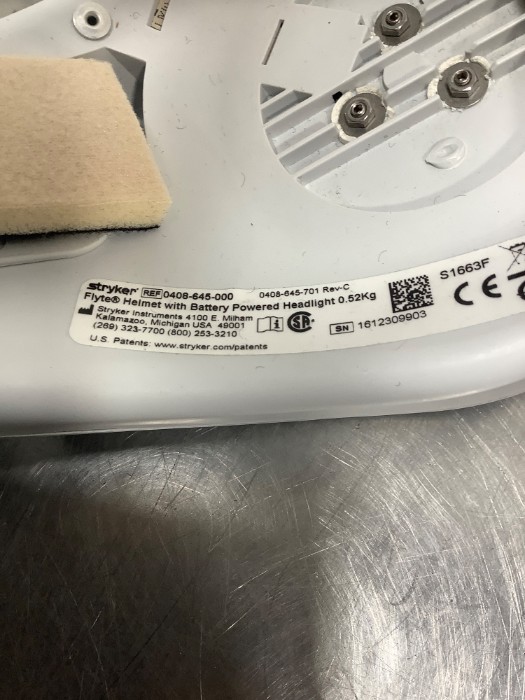 stryker® REF 0408-645-000 0408-645-701 Rev-C
Flyte® Helmet with Battery Powered Headlight 0.52Kg
Stryker Instruments 4100 E. Milham
Kalamazoo, Michigan USA 49001
(269) 323-7700 (800) 253-3210
U.S. Patents: www.stryker.com/patents
SN 1612309903
S1663F
CE